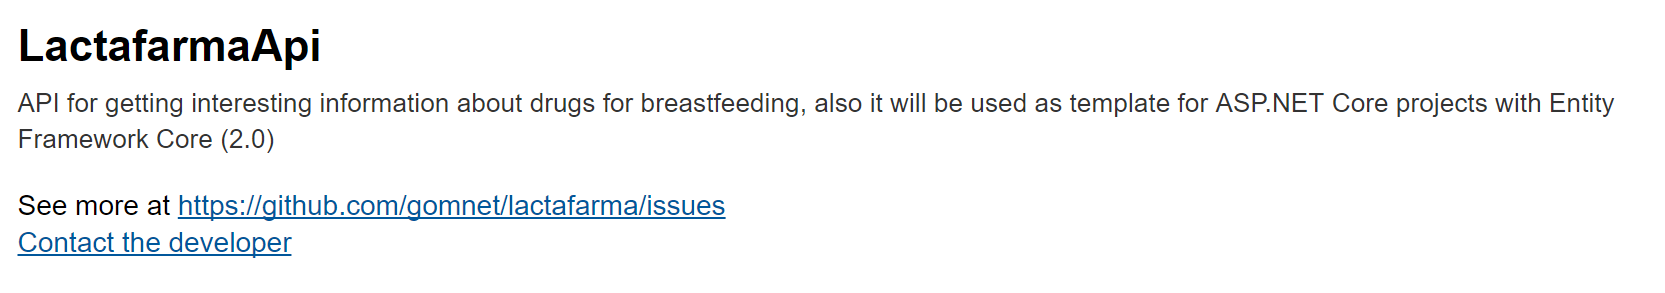 LactafarmaApi
API for getting interesting information about drugs for breastfeeding, also it will be used as template for ASP.NET Core projects with Entity
Framework Core (2.0)
See more at https://github.com/gomnet/lactafarma/issues
Contact the developer